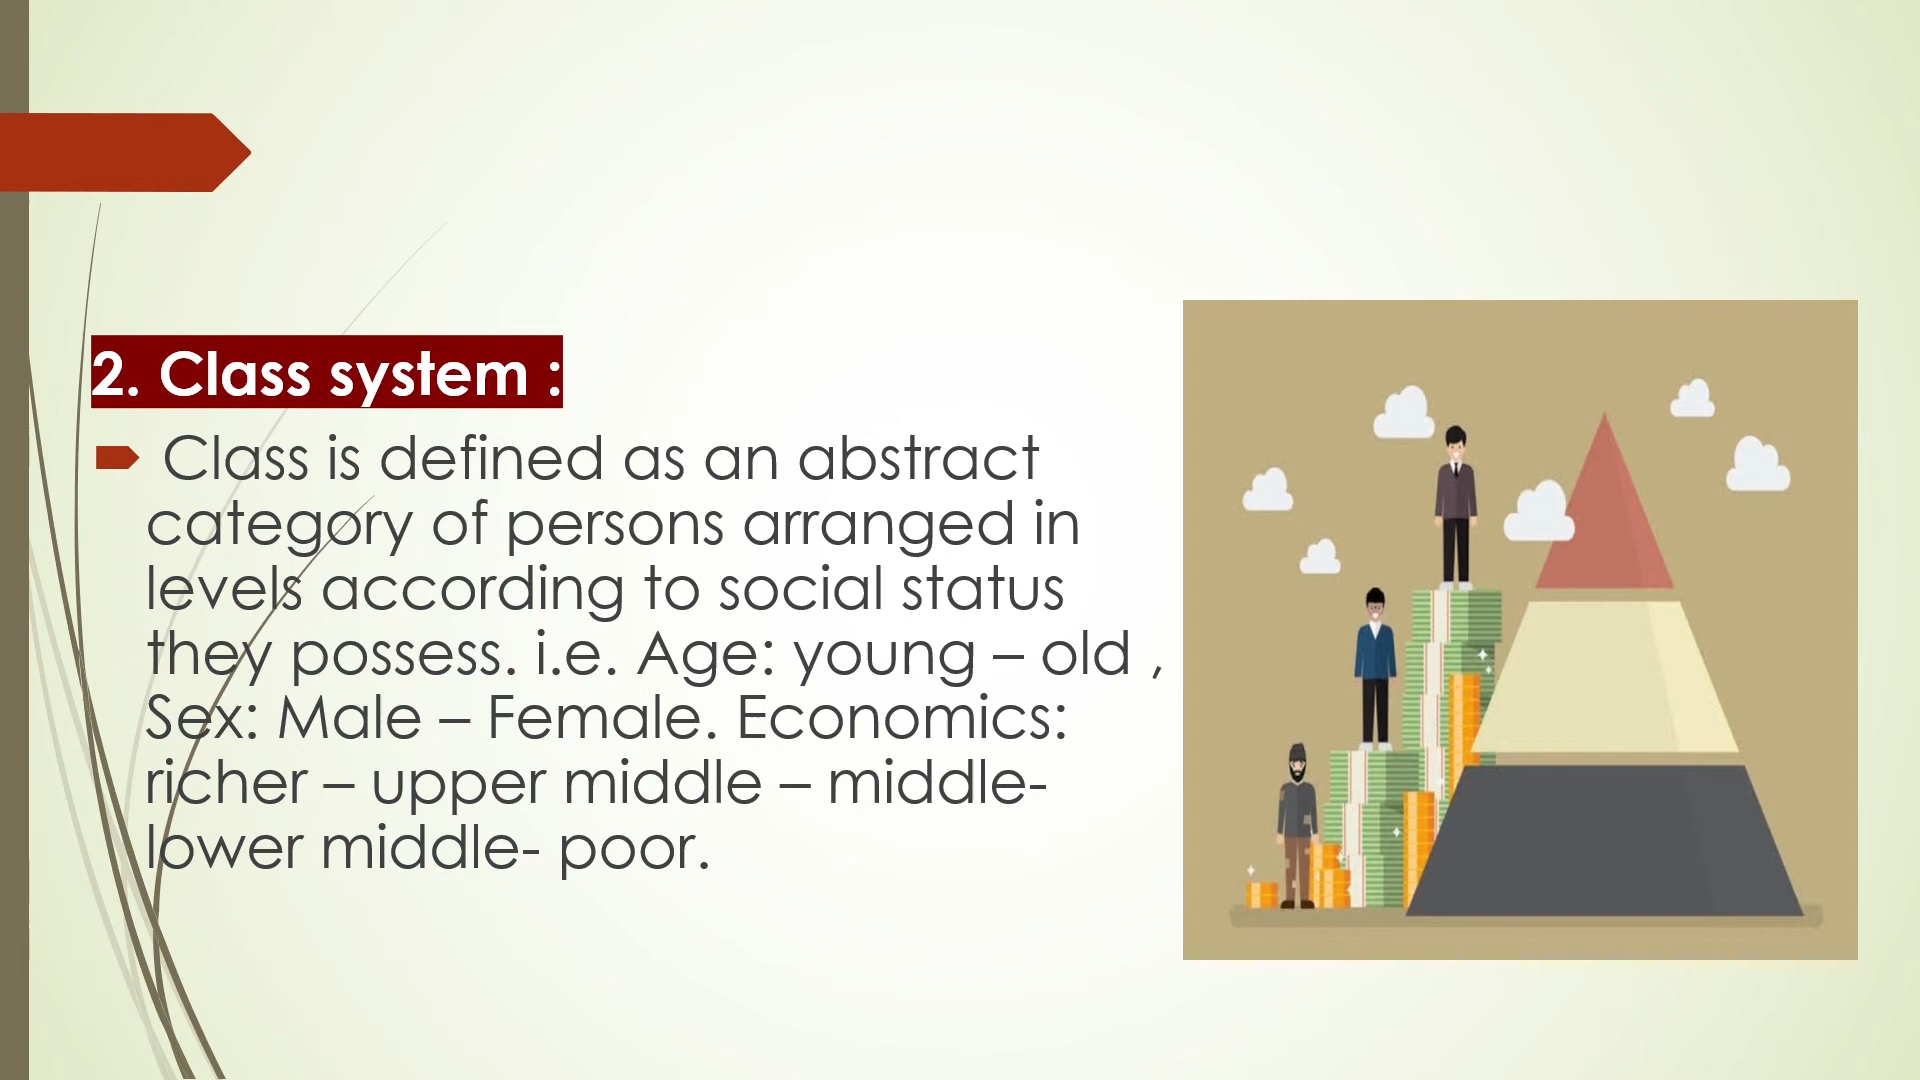 2. Class system :
Class is defined as an abstract
category of persons arranged in
levels according to social status
they possess. i.e. Age: young – old ,
Sex: Male – Female. Economics:
richer – upper middle – middle-
lower middle- poor.